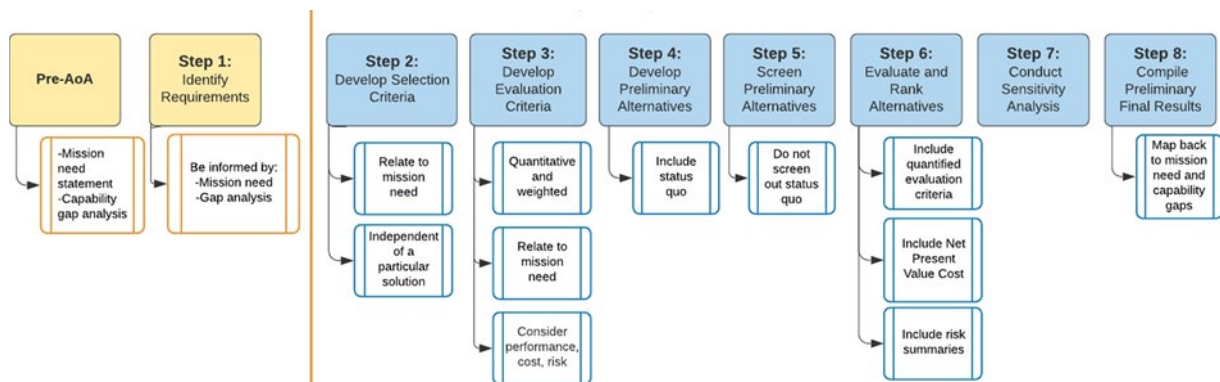 Pre-AoA
-Mission
need
statement
-Capability
gap analysis
Step 1:
Identify
Requirements
Be informed by:
-Mission need
-Gap analysis
Step 2:
Develop Selection
Criteria
Relate to
mission need
Independent
of a
particular
solution
Step 3:
Develop
Evaluation
Criteria
Quantitative
and
weighted
Relate to
mission
need
Consider
performance,
cost, risk
Step 4:
Develop
Preliminary
Alternatives
Include
status
quo
Step 5:
Screen
Preliminary
Alternatives
Do not
screen
out status
quo
Step 6:
Evaluate and
Rank
Alternatives
Include
quantified
evaluation
criteria
Include Net
Present
Value Cost
Include risk
summaries
Step 7:
Conduct
Sensitivity
Analysis
Step 8:
Compile
Preliminary
Final Results
Map back
to mission
need and
capability
gaps